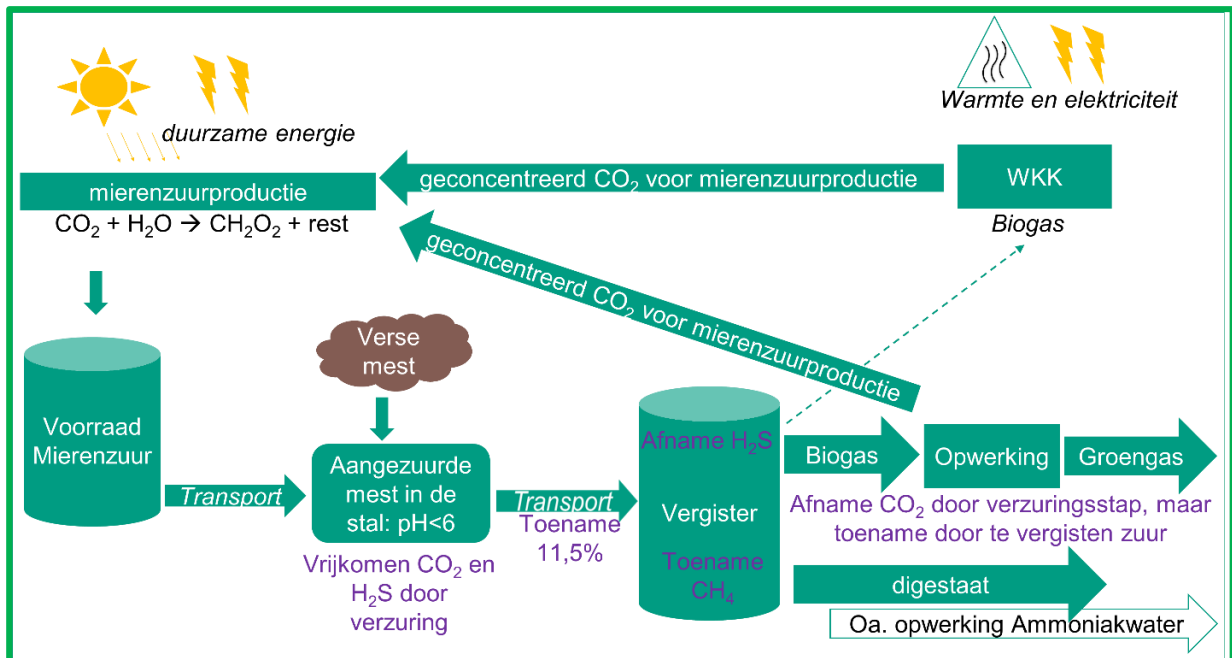 Warmte en elektriciteit
duurzame energie
mierenzuurproductie
CO₂ + H₂O → CH₂O₂ + rest
geconcentreerd CO₂ voor mierenzuurproductie
WKK
Biogas
geconcentreerd CO₂ voor mierenzuurproductie
Verse
mest
Voorraad
Mierenzuur
Transport
Aangezuurde
mest in de
stal: pH<6
Vrijkomen CO₂ en
H₂S door
verzuring
Transport
Toename
11,5%
Afname H₂S
Vergister
Toename
CH₄
Biogas
Opwerking
Groengas
Afname CO₂ door verzuringsstap, maar
toename door te vergisten zuur
digestaat
Oa. opwerking Ammoniakwater